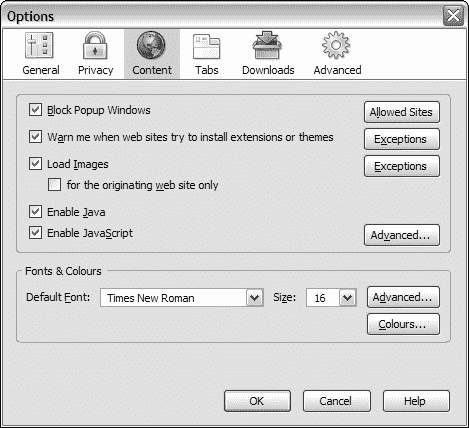 Options
General Privacy Content Tabs Downloads Advanced
Block Popup Windows Allowed Sites
Warn me when web sites try to install extensions or themes Exceptions
Load Images Exceptions
for the originating web site only
Enable Java
Enable JavaScript Advanced...
Fonts & Colours
Default Font: Times New Roman Size: 16 Advanced...
Colours...
OK Cancel Help